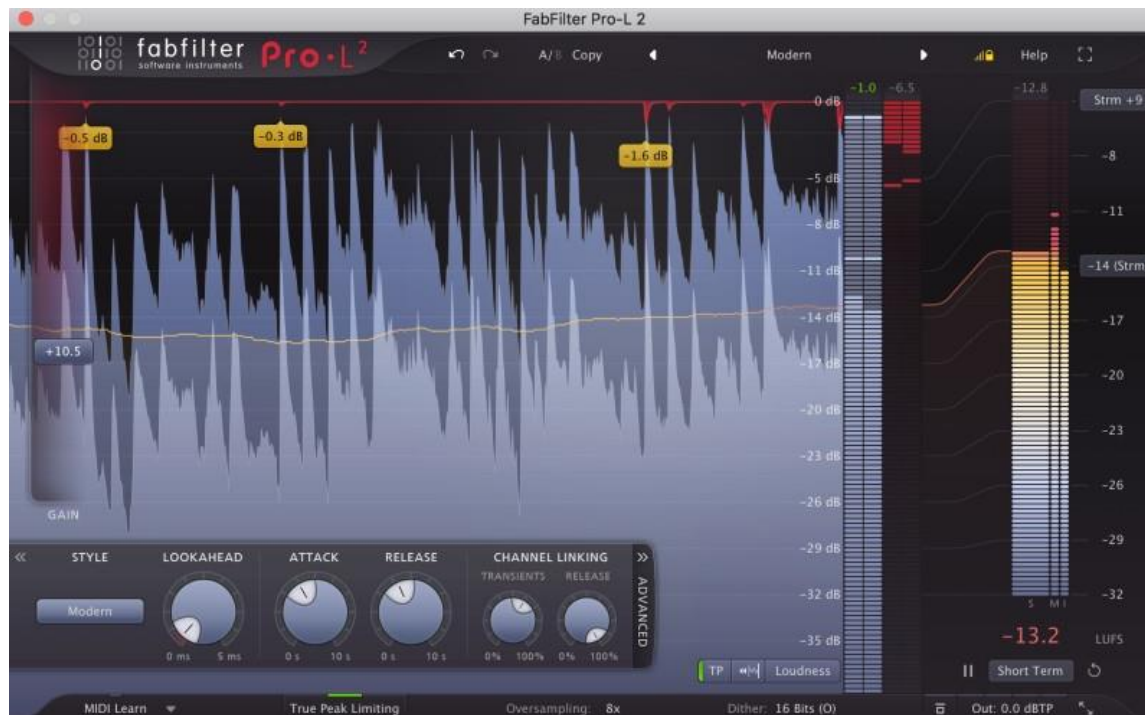 FabFilter Pro-L 2
fabfilter
software instruments
Pro·L²
A/B Copy
Modern
Help
-0.5 dB
-0.3 dB
-1.6 dB
+10.5
GAIN
0 dB
-5 dB
-8 dB
-11 dB
-14 dB
-17 dB
-20 dB
-23 dB
-26 dB
-29 dB
-32 dB
-35 dB
-1.0 -6.5
-12.8
Strm +9
-8
-11
-14 (Strm
-17
-20
-23
-26
-29
-32
S M I
-13.2 LUFS
Short Term
STYLE LOOKAHEAD ATTACK RELEASE CHANNEL LINKING
TRANSIENTS RELEASE
Modern
0 ms 5 ms 0 s 10 s 0 s 10 s 0% 100% 0% 100%
ADVANCED
TP Loudness
MIDI Learn True Peak Limiting Oversampling: 8x Dither: 16 Bits (O) Out: 0.0 dBTP